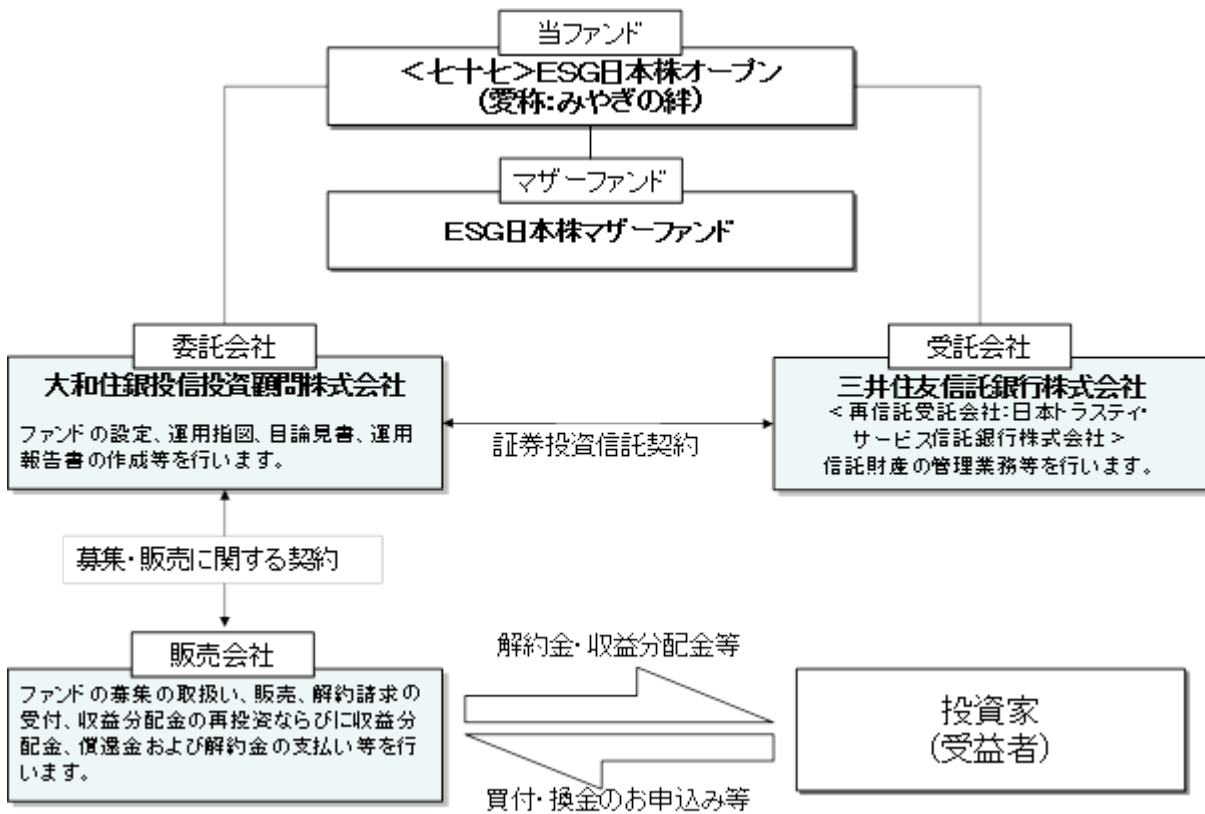 当ファンド
＜七十七＞ESG日本株オープン
(愛称:みやぎの絆)
マザーファンド
ESG日本株マザーファンド
委託会社
大和住銀投信投資顧問株式会社
ファンドの設定、運用指図、目論見書、運用
報告書の作成等を行います。
証券投資信託契約
受託会社
三井住友信託銀行株式会社
＜再信託受託会社:日本トラスティ・
サービス信託銀行株式会社＞
信託財産の管理業務等を行います。
募集・販売に関する契約
販売会社
ファンドの募集の取扱い、販売、解約請求の
受付、収益分配金の再投資ならびに収益分
配金、償還金および解約金の支払い等を行
います。
解約金・収益分配金等
買付・換金のお申込み等
投資家
(受益者)